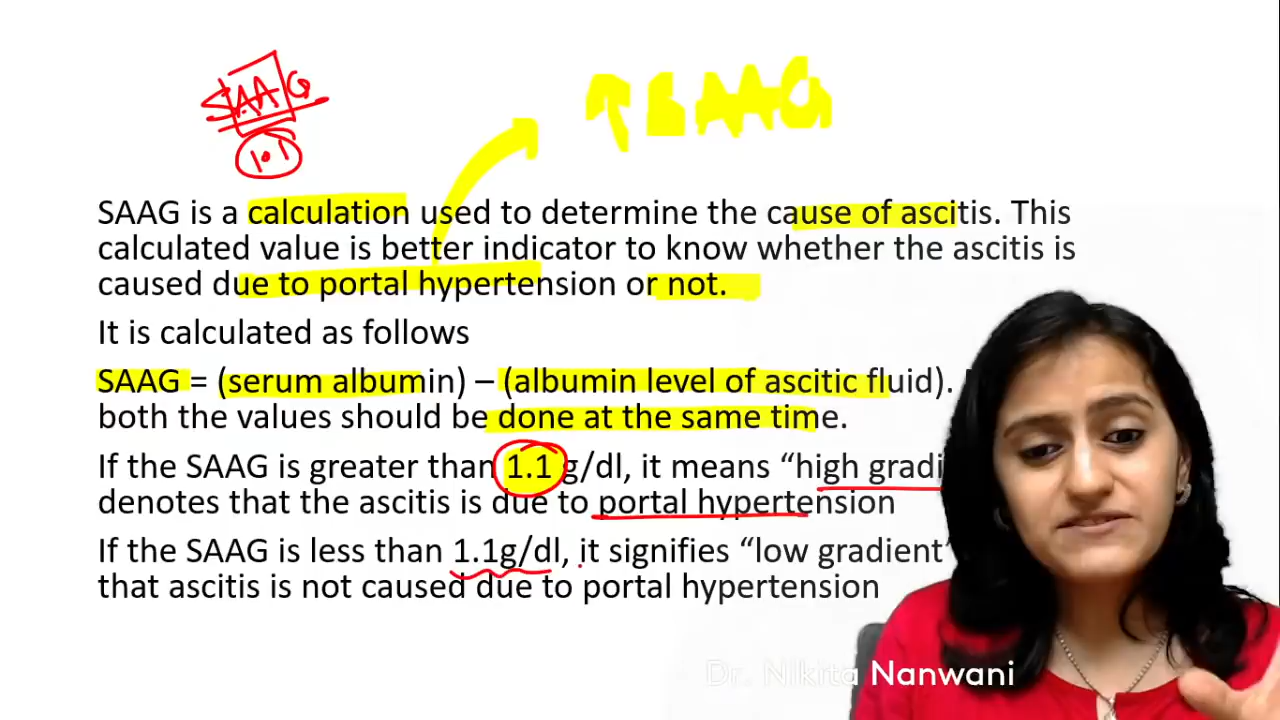 SAAG
1.1
↑ SAAG
SAAG is a calculation used to determine the cause of ascitis. This
calculated value is better indicator to know whether the ascitis is
caused due to portal hypertension or not.
It is calculated as follows
SAAG = (serum albumin) – (albumin level of ascitic fluid).
both the values should be done at the same time.
If the SAAG is greater than 1.1 g/dl, it means “high
denotes that the ascitis is due to portal hypertension
If the SAAG is less than 1.1g/dl, it signifies “low gradient”
that ascitis is not caused due to portal hypertension
Dr. Nikita Nanwani